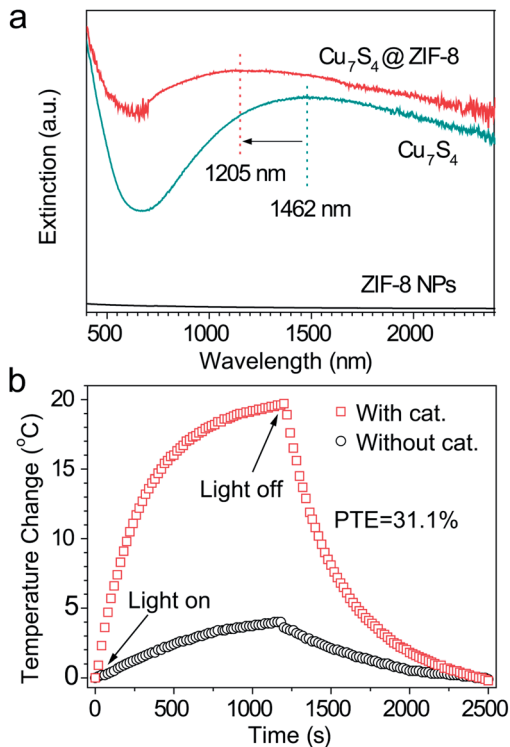 a
Cu₇S₄@ ZIF-8
Cu₇S₄
1205 nm
1462 nm
ZIF-8 NPs
Extinction (a.u.)
500 1000 1500 2000
Wavelength (nm)
b
20
15
10
5
0
Temperature Change (°C)
With cat.
Without cat.
Light off
PTE=31.1%
Light on
0 500 1000 1500 2000 2500
Time (s)